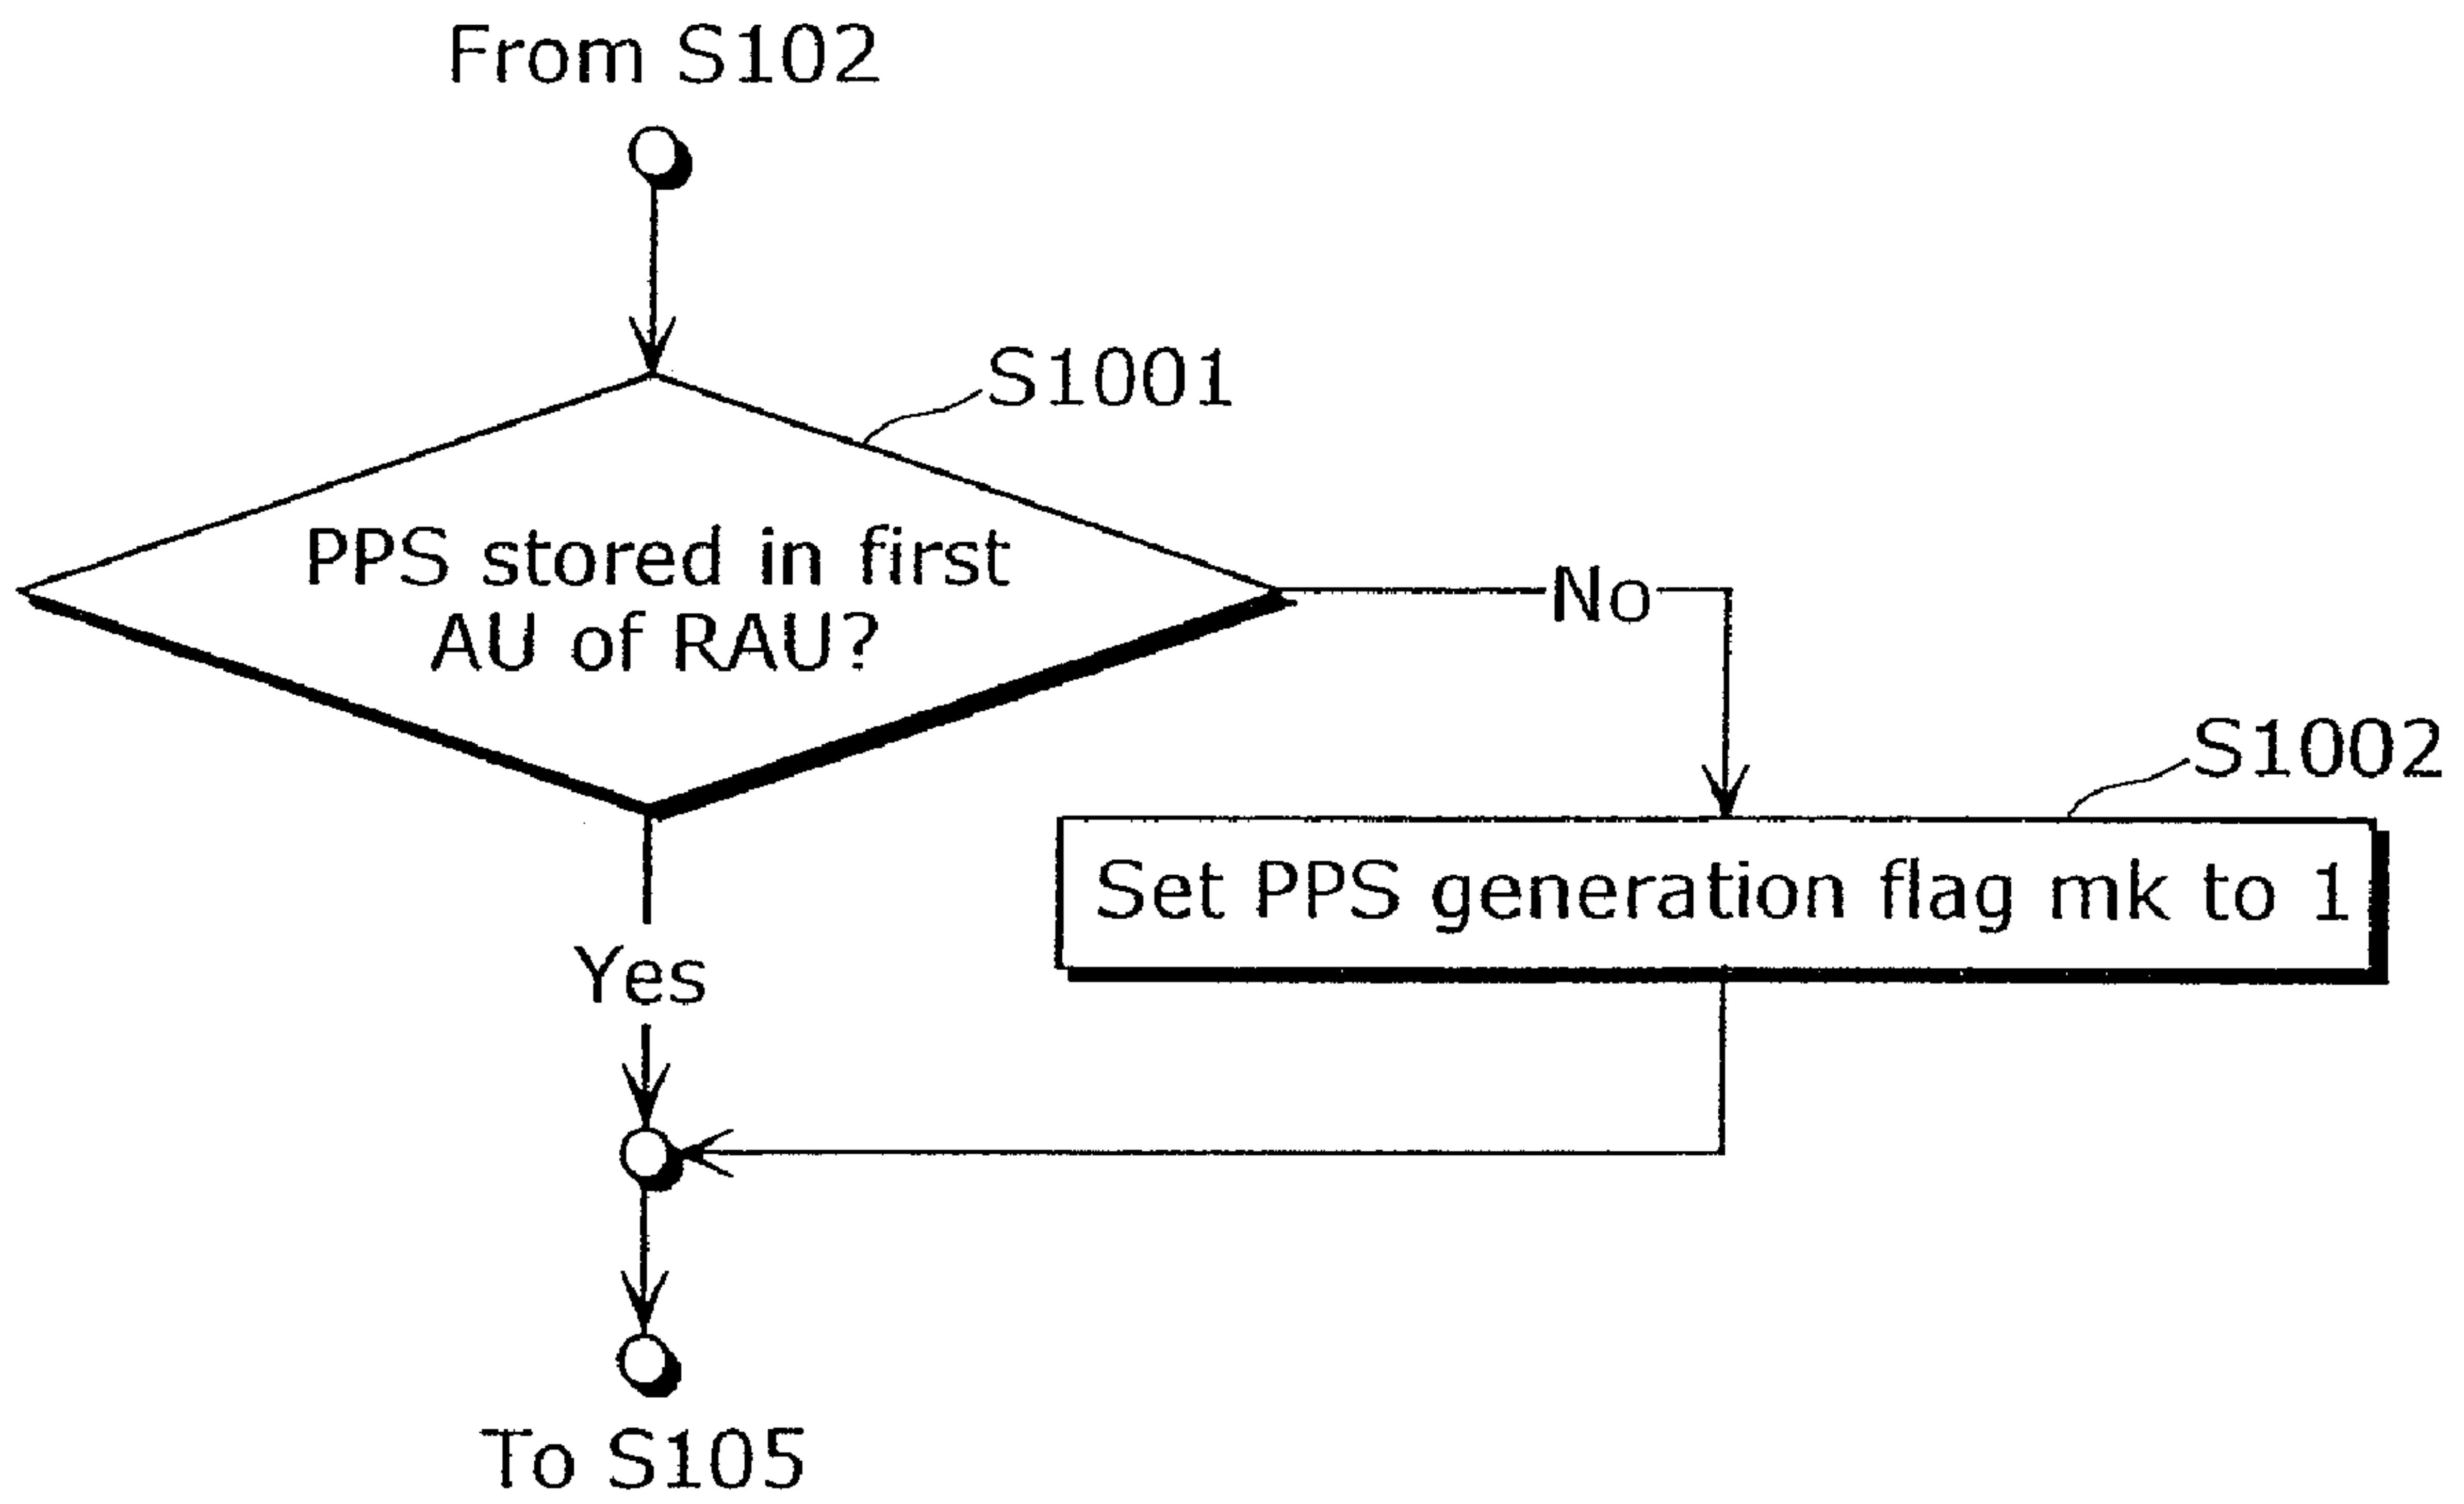 From S102
S1001
PPS stored in first
AU of RAU?
No
S1002
Set PPS generation flag mk to 1
Yes
To S105